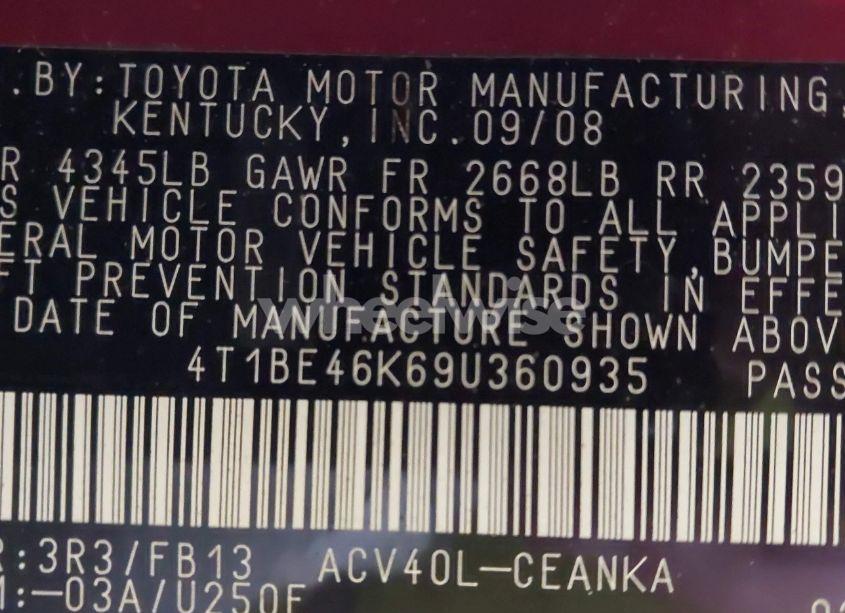 .BY:TOYOTA MOTOR MANUFACTURING,
KENTUCKY,INC.09/08
R 4345LB GAWR FR 2668LB RR 2359
S VEHICLE CONFORMS TO ALL APPLI
ERAL MOTOR VEHICLE SAFETY,BUMPE
FT PREVENTION STANDARDS IN EFFE
DATE OF MANUFACTURE SHOWN ABOV
wheelwise
4T1BE46K69U360935 PASS
R:3R3/FB13 ACV40L-CEANKA
:-03A/U250F